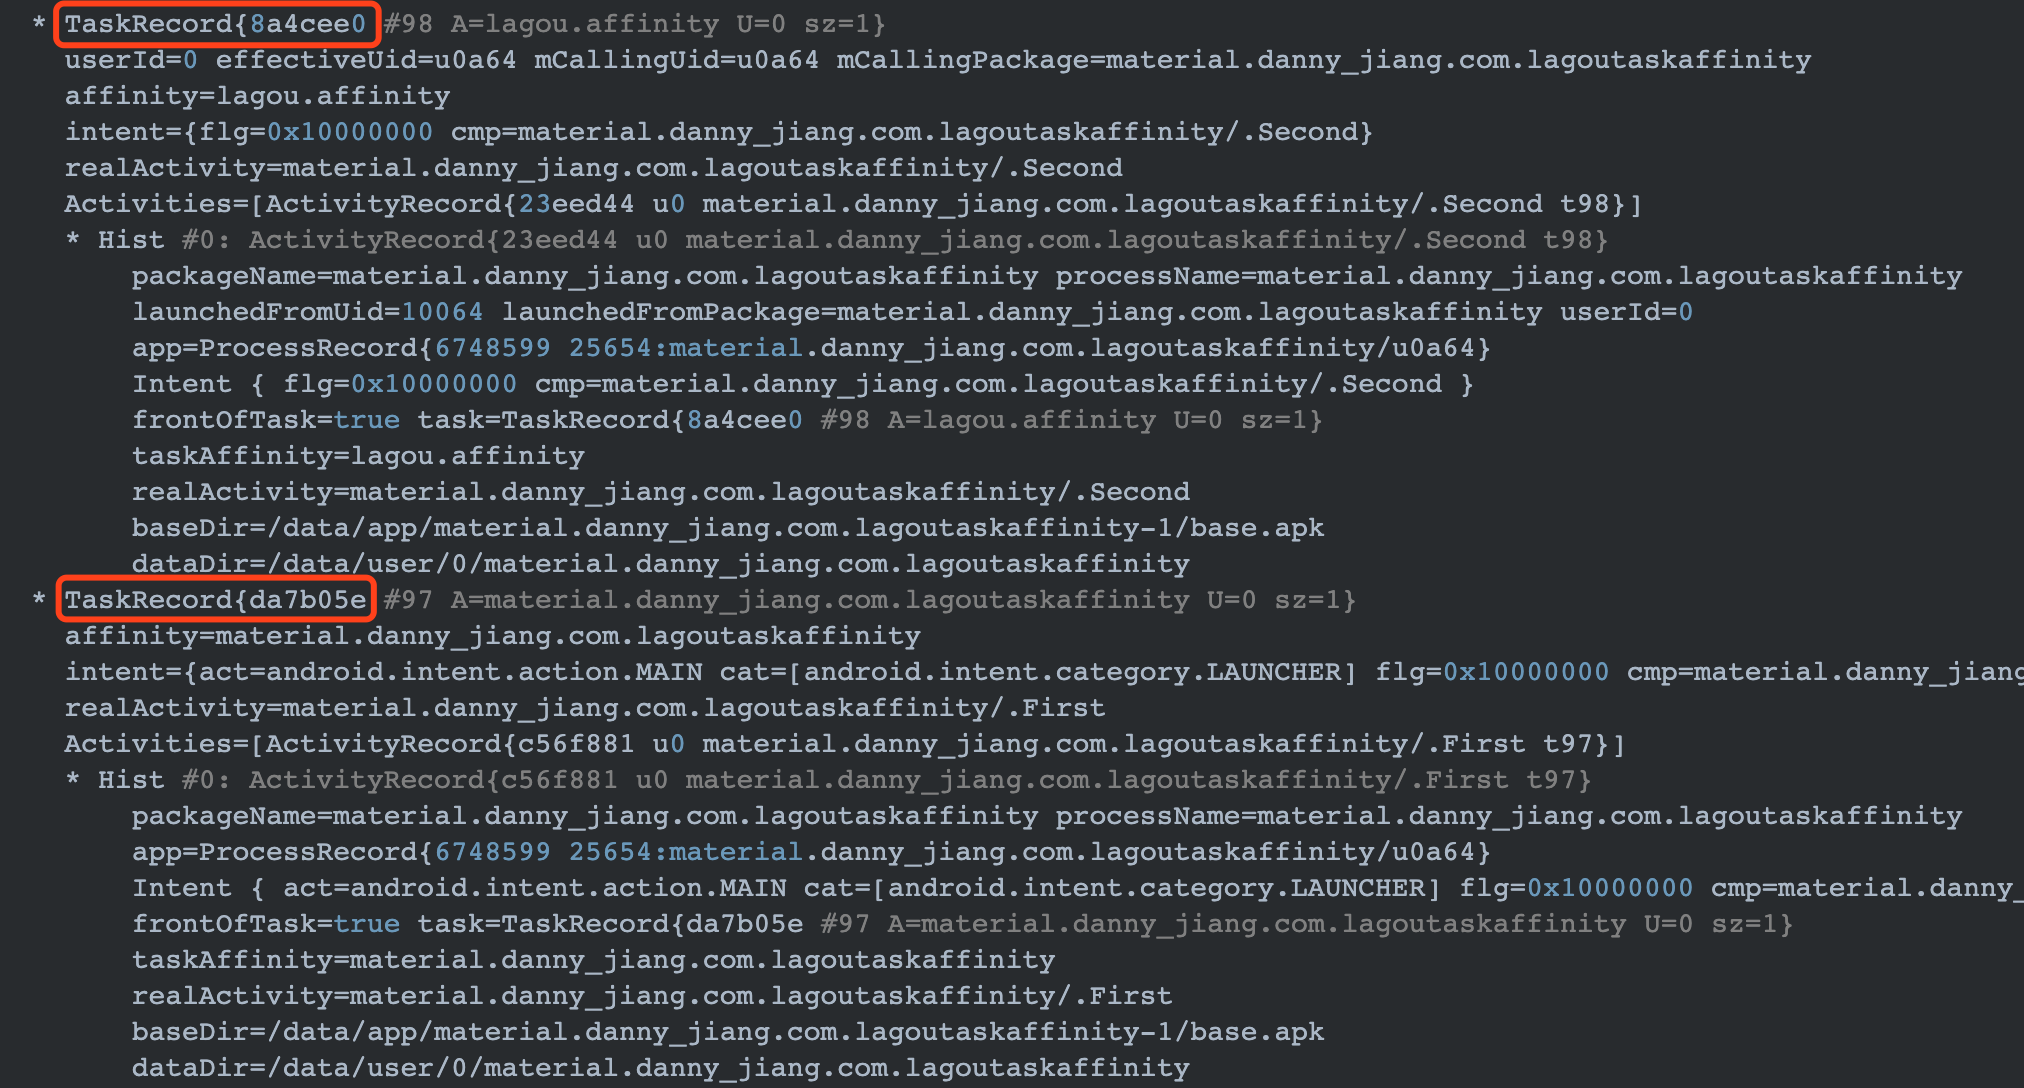 * TaskRecord{8a4cee0 #98 A=lagou.affinity U=0 sz=1}
userId=0 effectiveUid=u0a64 mCallingUid=u0a64 mCallingPackage=material.danny_jiang.com.lagoutaskaffinity
affinity=lagou.affinity
intent={flg=0x10000000 cmp=material.danny_jiang.com.lagoutaskaffinity/.Second}
realActivity=material.danny_jiang.com.lagoutaskaffinity/.Second
Activities=[ActivityRecord{23eed44 u0 material.danny_jiang.com.lagoutaskaffinity/.Second t98}]
* Hist #0: ActivityRecord{23eed44 u0 material.danny_jiang.com.lagoutaskaffinity/.Second t98}
packageName=material.danny_jiang.com.lagoutaskaffinity processName=material.danny_jiang.com.lagoutaskaffinity
launchedFromUid=10064 launchedFromPackage=material.danny_jiang.com.lagoutaskaffinity userId=0
app=ProcessRecord{6748599 25654:material.danny_jiang.com.lagoutaskaffinity/u0a64}
Intent { flg=0x10000000 cmp=material.danny_jiang.com.lagoutaskaffinity/.Second }
frontOfTask=true task=TaskRecord{8a4cee0 #98 A=lagou.affinity U=0 sz=1}
taskAffinity=lagou.affinity
realActivity=material.danny_jiang.com.lagoutaskaffinity/.Second
baseDir=/data/app/material.danny_jiang.com.lagoutaskaffinity-1/base.apk
dataDir=/data/user/0/material.danny_jiang.com.lagoutaskaffinity
* TaskRecord{da7b05e #97 A=material.danny_jiang.com.lagoutaskaffinity U=0 sz=1}
affinity=material.danny_jiang.com.lagoutaskaffinity
intent={act=android.intent.action.MAIN cat=[android.intent.category.LAUNCHER] flg=0x10000000 cmp=material.danny_jiang
realActivity=material.danny_jiang.com.lagoutaskaffinity/.First
Activities=[ActivityRecord{c56f881 u0 material.danny_jiang.com.lagoutaskaffinity/.First t97}]
* Hist #0: ActivityRecord{c56f881 u0 material.danny_jiang.com.lagoutaskaffinity/.First t97}
packageName=material.danny_jiang.com.lagoutaskaffinity processName=material.danny_jiang.com.lagoutaskaffinity
app=ProcessRecord{6748599 25654:material.danny_jiang.com.lagoutaskaffinity/u0a64}
Intent { act=android.intent.action.MAIN cat=[android.intent.category.LAUNCHER] flg=0x10000000 cmp=material.danny_
frontOfTask=true task=TaskRecord{da7b05e #97 A=material.danny_jiang.com.lagoutaskaffinity U=0 sz=1}
taskAffinity=material.danny_jiang.com.lagoutaskaffinity
realActivity=material.danny_jiang.com.lagoutaskaffinity/.First
baseDir=/data/app/material.danny_jiang.com.lagoutaskaffinity-1/base.apk
dataDir=/data/user/0/material.danny_jiang.com.lagoutaskaffinity